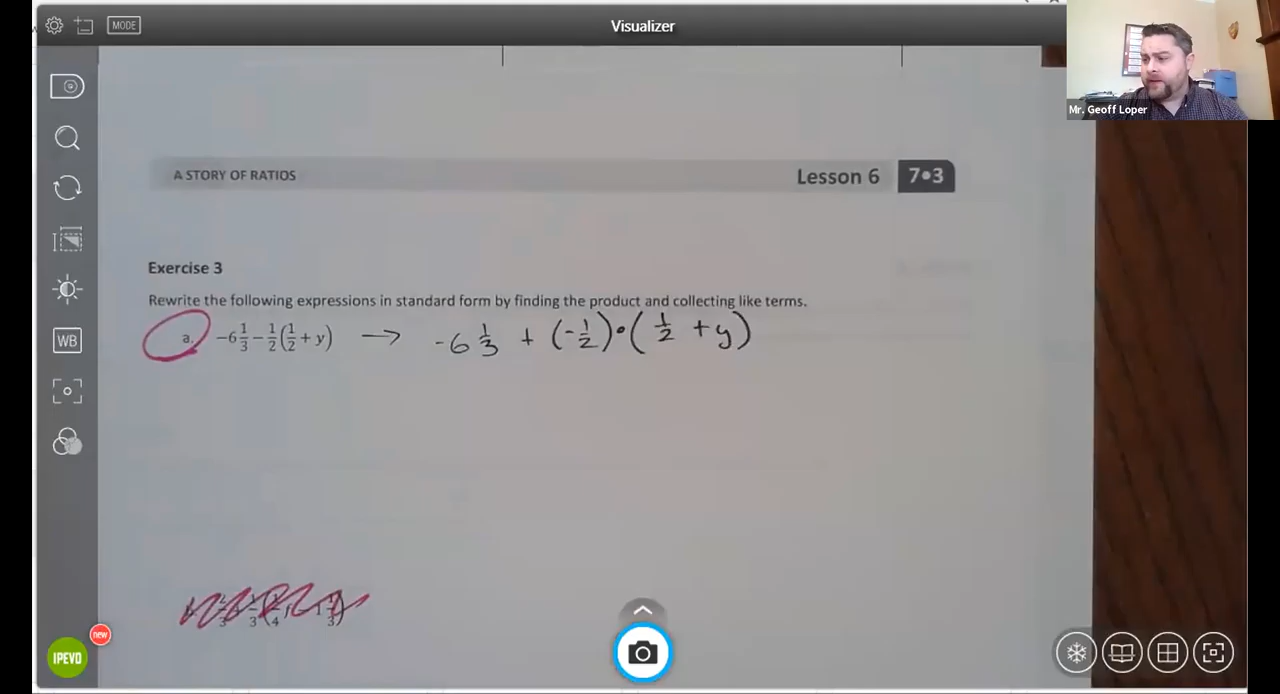 MODE
Visualizer
Mr. Geoff Loper
A STORY OF RATIOS
Lesson 6
7•3
Exercise 3
Rewrite the following expressions in standard form by finding the product and collecting like terms.
a. −6 1/3 − 1/2(1/2 + y) → -6 1/3 + (-1/2)•(1/2 + y)
WB
new
IPEVO